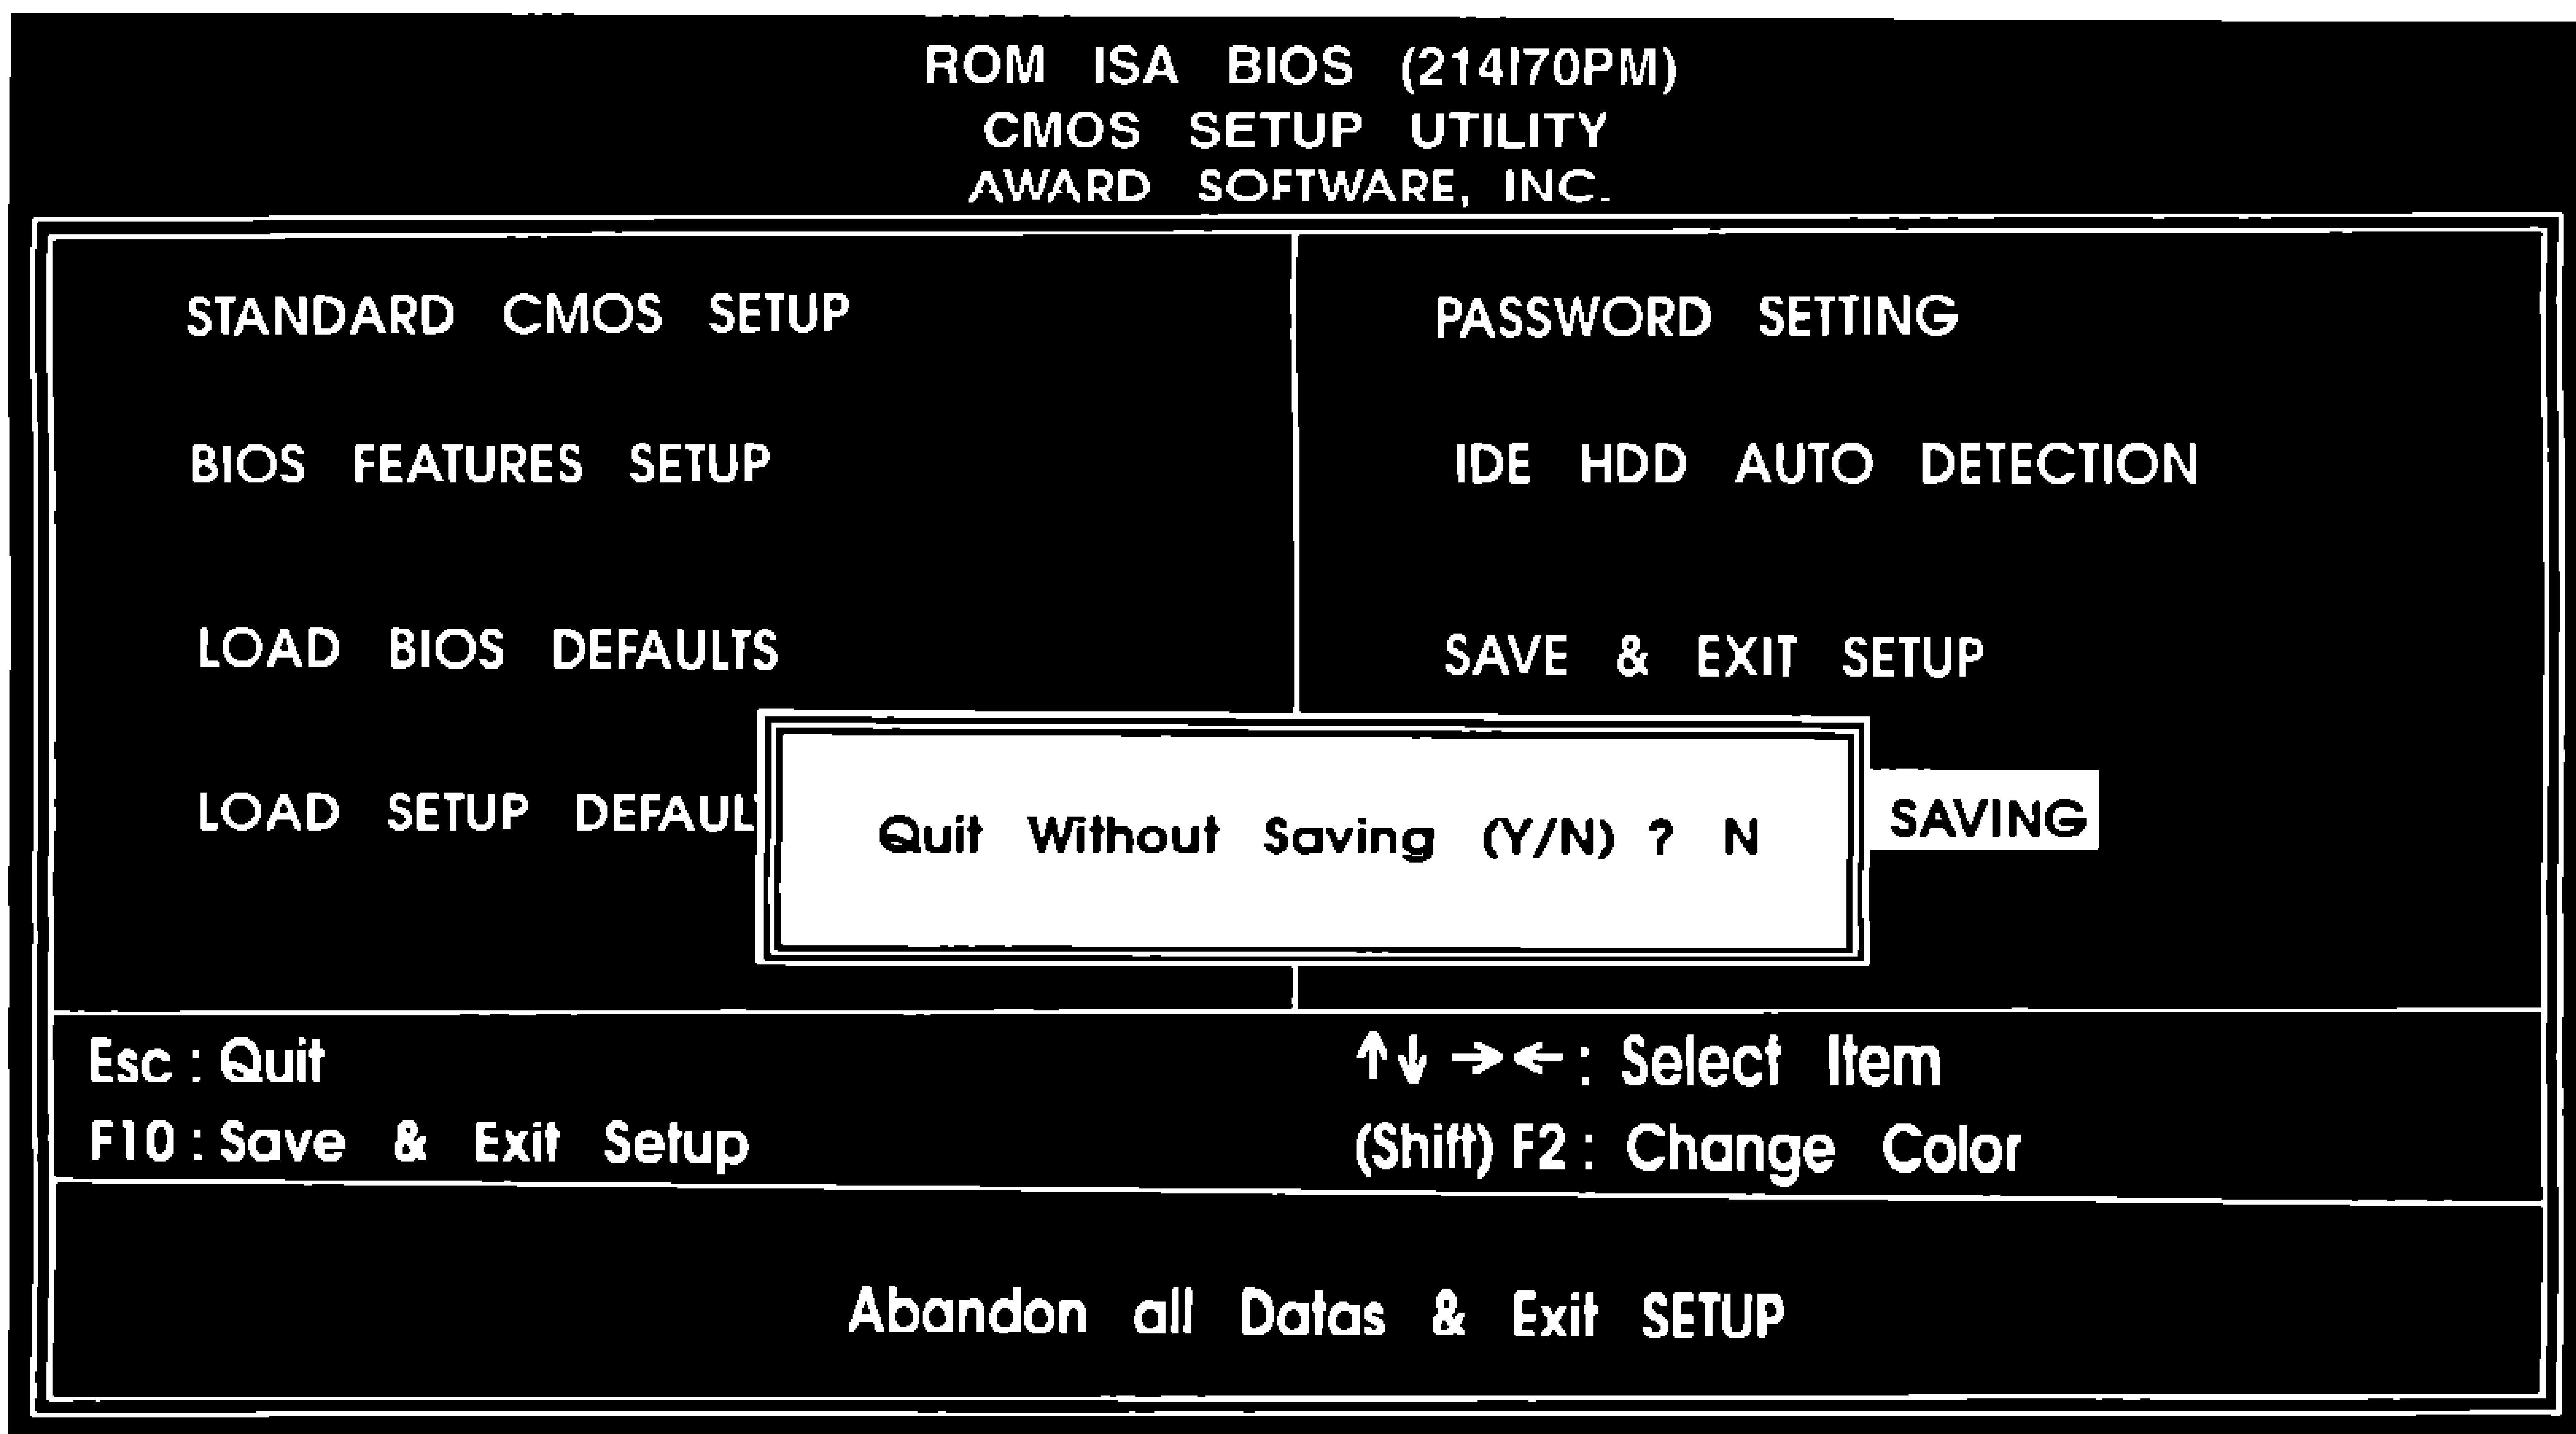 ROM ISA BIOS (214I70PM)
CMOS SETUP UTILITY
AWARD SOFTWARE, INC.
STANDARD CMOS SETUP
PASSWORD SETTING
BIOS FEATURES SETUP
IDE HDD AUTO DETECTION
LOAD BIOS DEFAULTS
SAVE & EXIT SETUP
LOAD SETUP DEFAUL
Quit Without Saving (Y/N) ? N
SAVING
Esc : Quit
↑↓→← : Select Item
F10 : Save & Exit Setup
(Shift) F2 : Change Color
Abandon all Datas & Exit SETUP